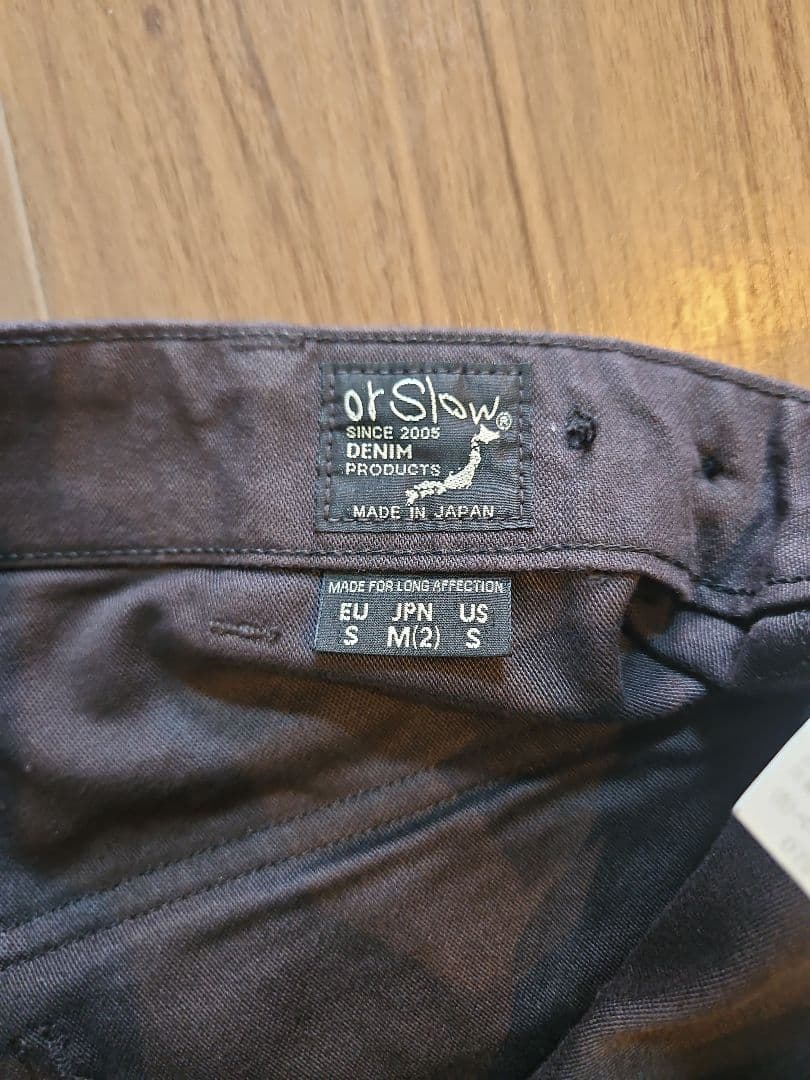 orSlow®
SINCE 2005
DENIM
PRODUCTS
MADE IN JAPAN
MADE FOR LONG AFFECTION
EU JPN US
S M(2) S